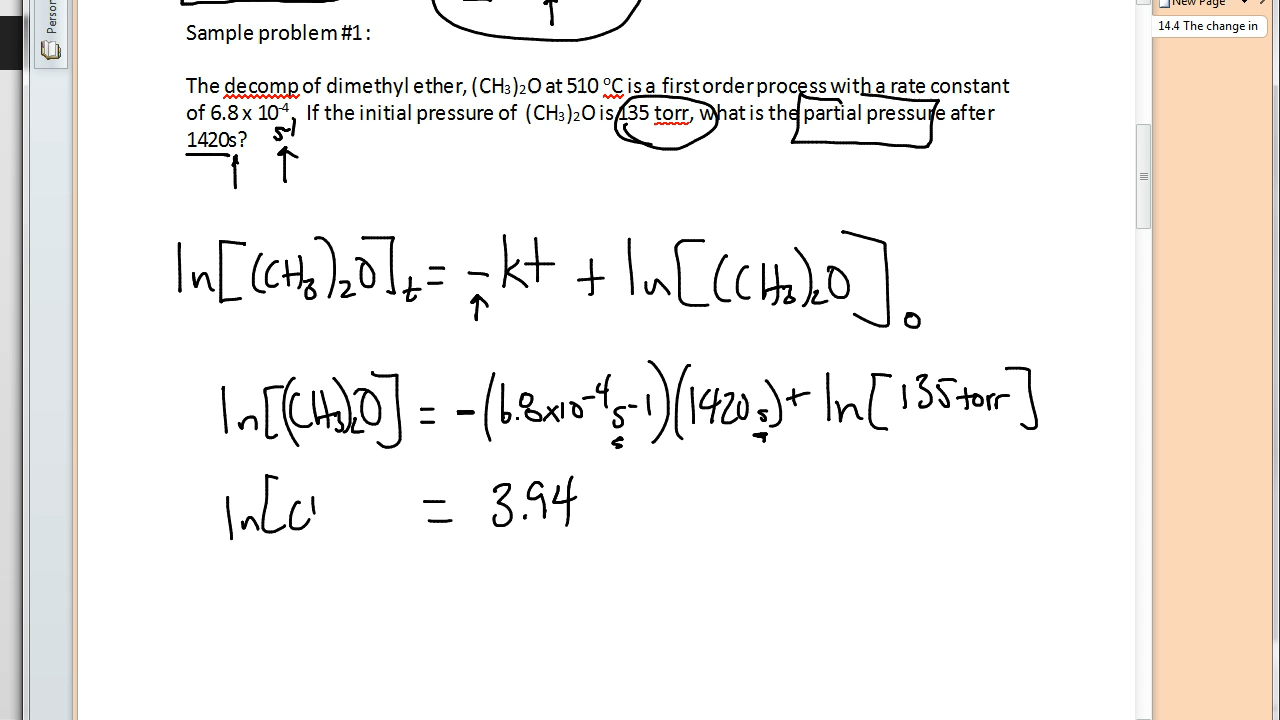 New Page
14.4 The change in
Person
Sample problem #1:
The decomp of dimethyl ether, (CH₃)₂O at 510 °C is a first order process with a rate constant
of 6.8 x 10⁻⁴ If the initial pressure of (CH₃)₂O is 135 torr, what is the partial pressure after
s-1
1420s?
ln[(CH₃)₂O]ₜ = -kt + ln[(CH₃)₂O]₀
ln[(CH₃)₂O] = -(6.8x10⁻⁴ s-1)(1420s) + ln[135torr]
ln[C = 3.94